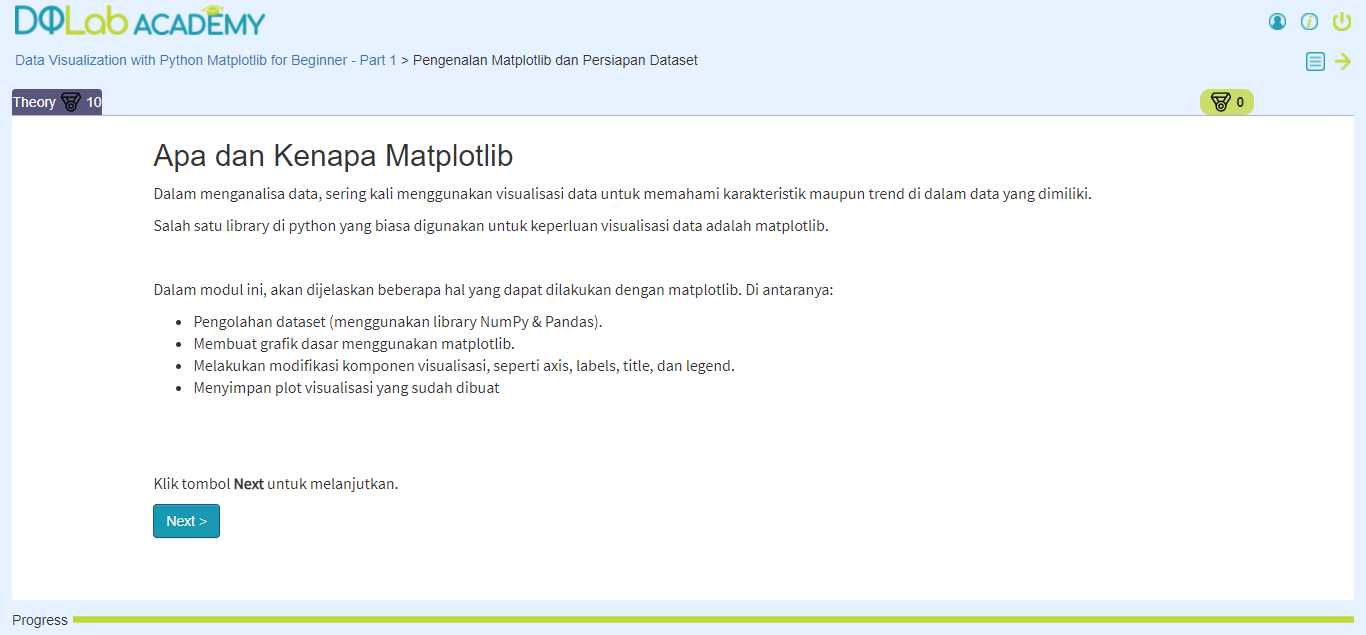 DQLab ACADEMY
Data Visualization with Python Matplotlib for Beginner - Part 1 > Pengenalan Matplotlib dan Persiapan Dataset
Theory 10
0
Apa dan Kenapa Matplotlib
Dalam menganalisa data, sering kali menggunakan visualisasi data untuk memahami karakteristik maupun trend di dalam data yang dimiliki.
Salah satu library di python yang biasa digunakan untuk keperluan visualisasi data adalah matplotlib.
Dalam modul ini, akan dijelaskan beberapa hal yang dapat dilakukan dengan matplotlib. Di antaranya:
• Pengolahan dataset (menggunakan library NumPy & Pandas).
• Membuat grafik dasar menggunakan matplotlib.
• Melakukan modifikasi komponen visualisasi, seperti axis, labels, title, dan legend.
• Menyimpan plot visualisasi yang sudah dibuat
Klik tombol Next untuk melanjutkan.
Next >
Progress